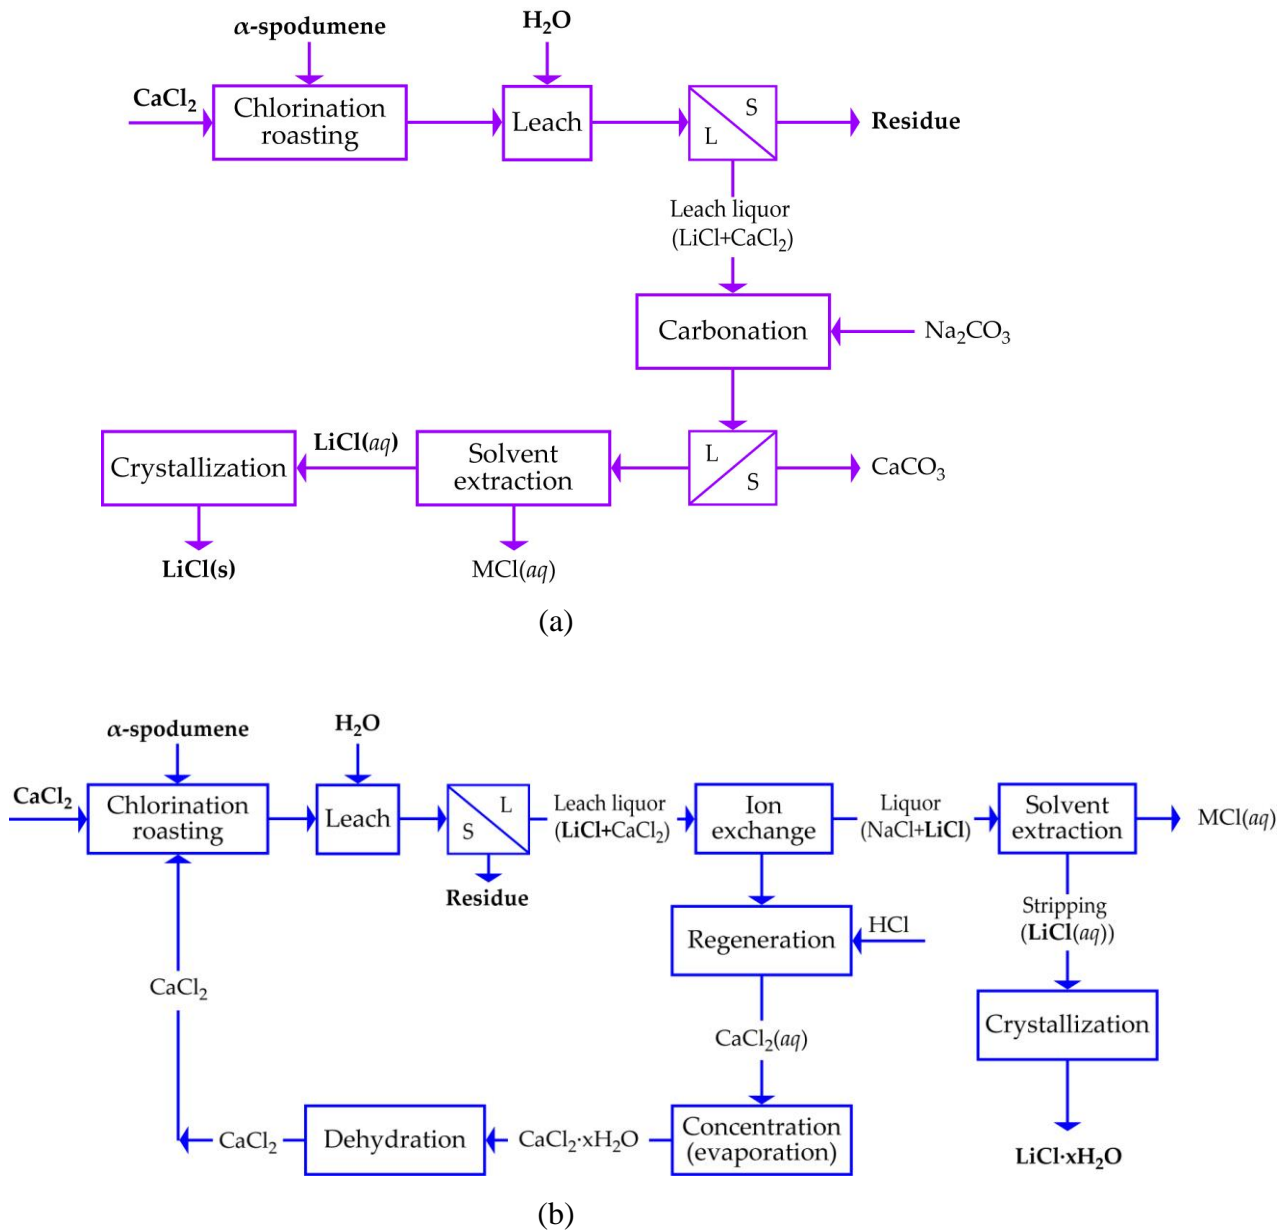 α-spodumene
H₂O
CaCl₂
Chlorination
roasting
Leach
S
L
Residue
Leach liquor
(LiCl+CaCl₂)
Carbonation
Na₂CO₃
LiCl(aq)
Crystallization
Solvent
extraction
L
S
CaCO₃
LiCl(s)
MCl(aq)
(a)
α-spodumene
H₂O
CaCl₂
Chlorination
roasting
Leach
L
S
Leach liquor
(LiCl+CaCl₂)
Ion
exchange
Liquor
(NaCl+LiCl)
Solvent
extraction
MCl(aq)
Residue
Regeneration
HCl
Stripping
(LiCl(aq))
CaCl₂
CaCl₂(aq)
Crystallization
CaCl₂
Dehydration
CaCl₂·xH₂O
Concentration
(evaporation)
LiCl·xH₂O
(b)